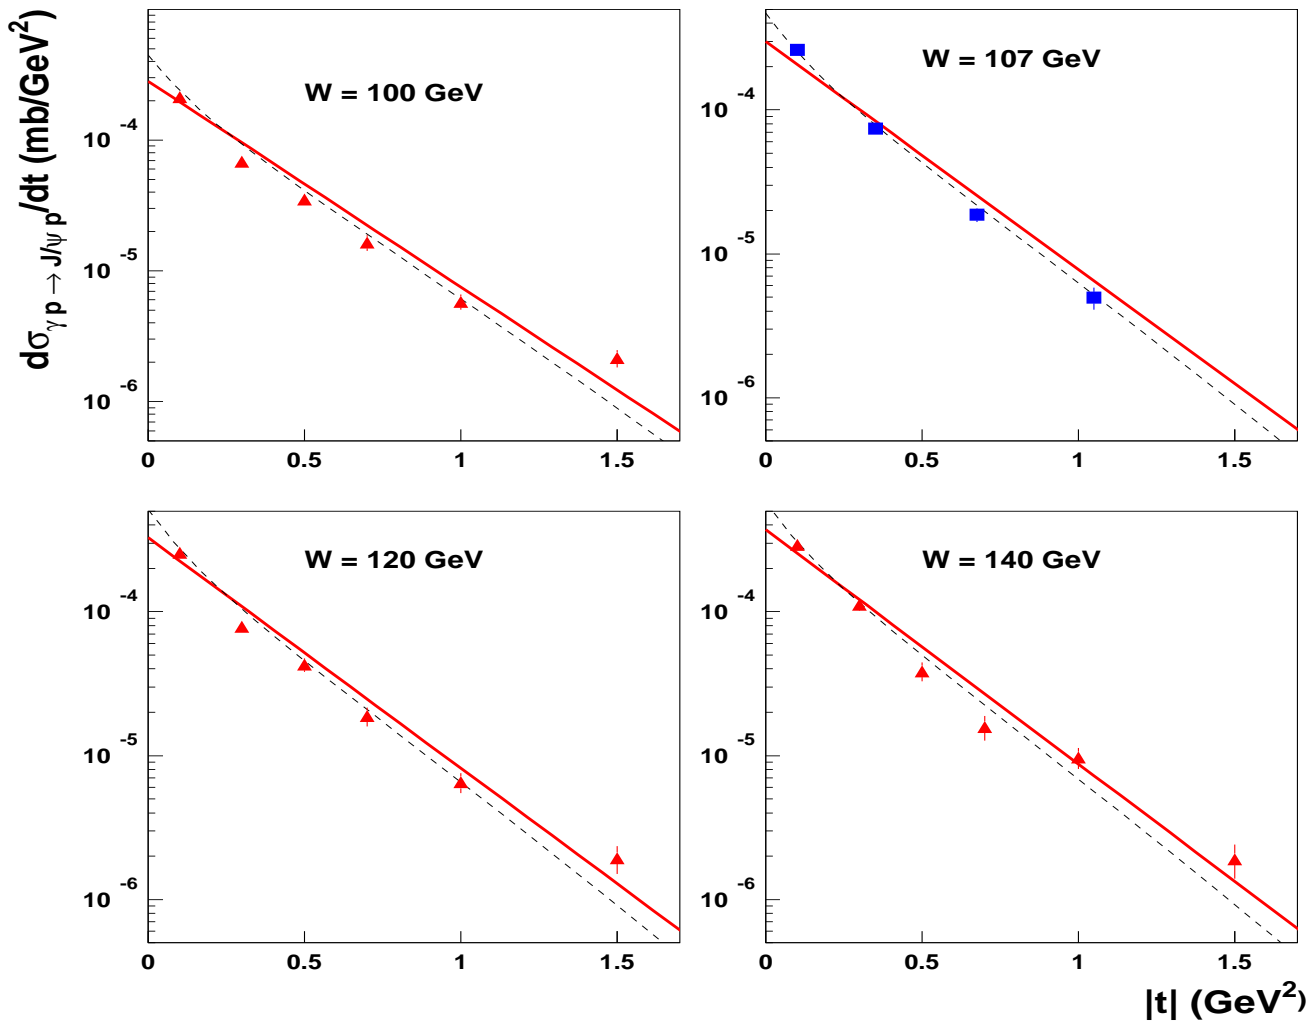 dσγ p → J/ψ p/dt (mb/GeV²)
W = 100 GeV
10⁻⁴
10⁻⁵
10⁻⁶
0 0.5 1 1.5
W = 107 GeV
10⁻⁴
10⁻⁵
10⁻⁶
0 0.5 1 1.5
W = 120 GeV
10⁻⁴
10⁻⁵
10⁻⁶
0 0.5 1 1.5
W = 140 GeV
10⁻⁴
10⁻⁵
10⁻⁶
0 0.5 1 1.5
|t| (GeV²)